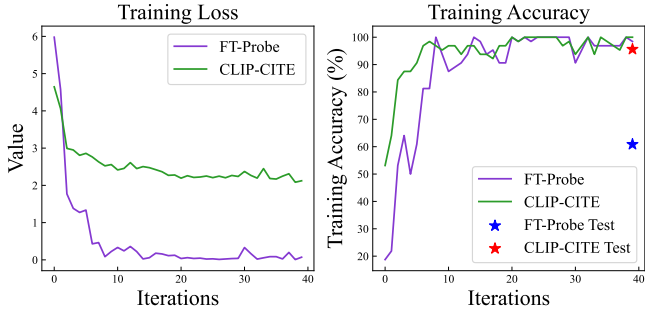 Training Loss
Value
6
5
4
3
2
1
0
0
10
20
30
40
Iterations
FT-Probe
CLIP-CITE
Training Accuracy
Training Accuracy (%)
100
90
80
70
60
50
40
30
20
0
10
20
30
40
Iterations
FT-Probe
CLIP-CITE
FT-Probe Test
CLIP-CITE Test